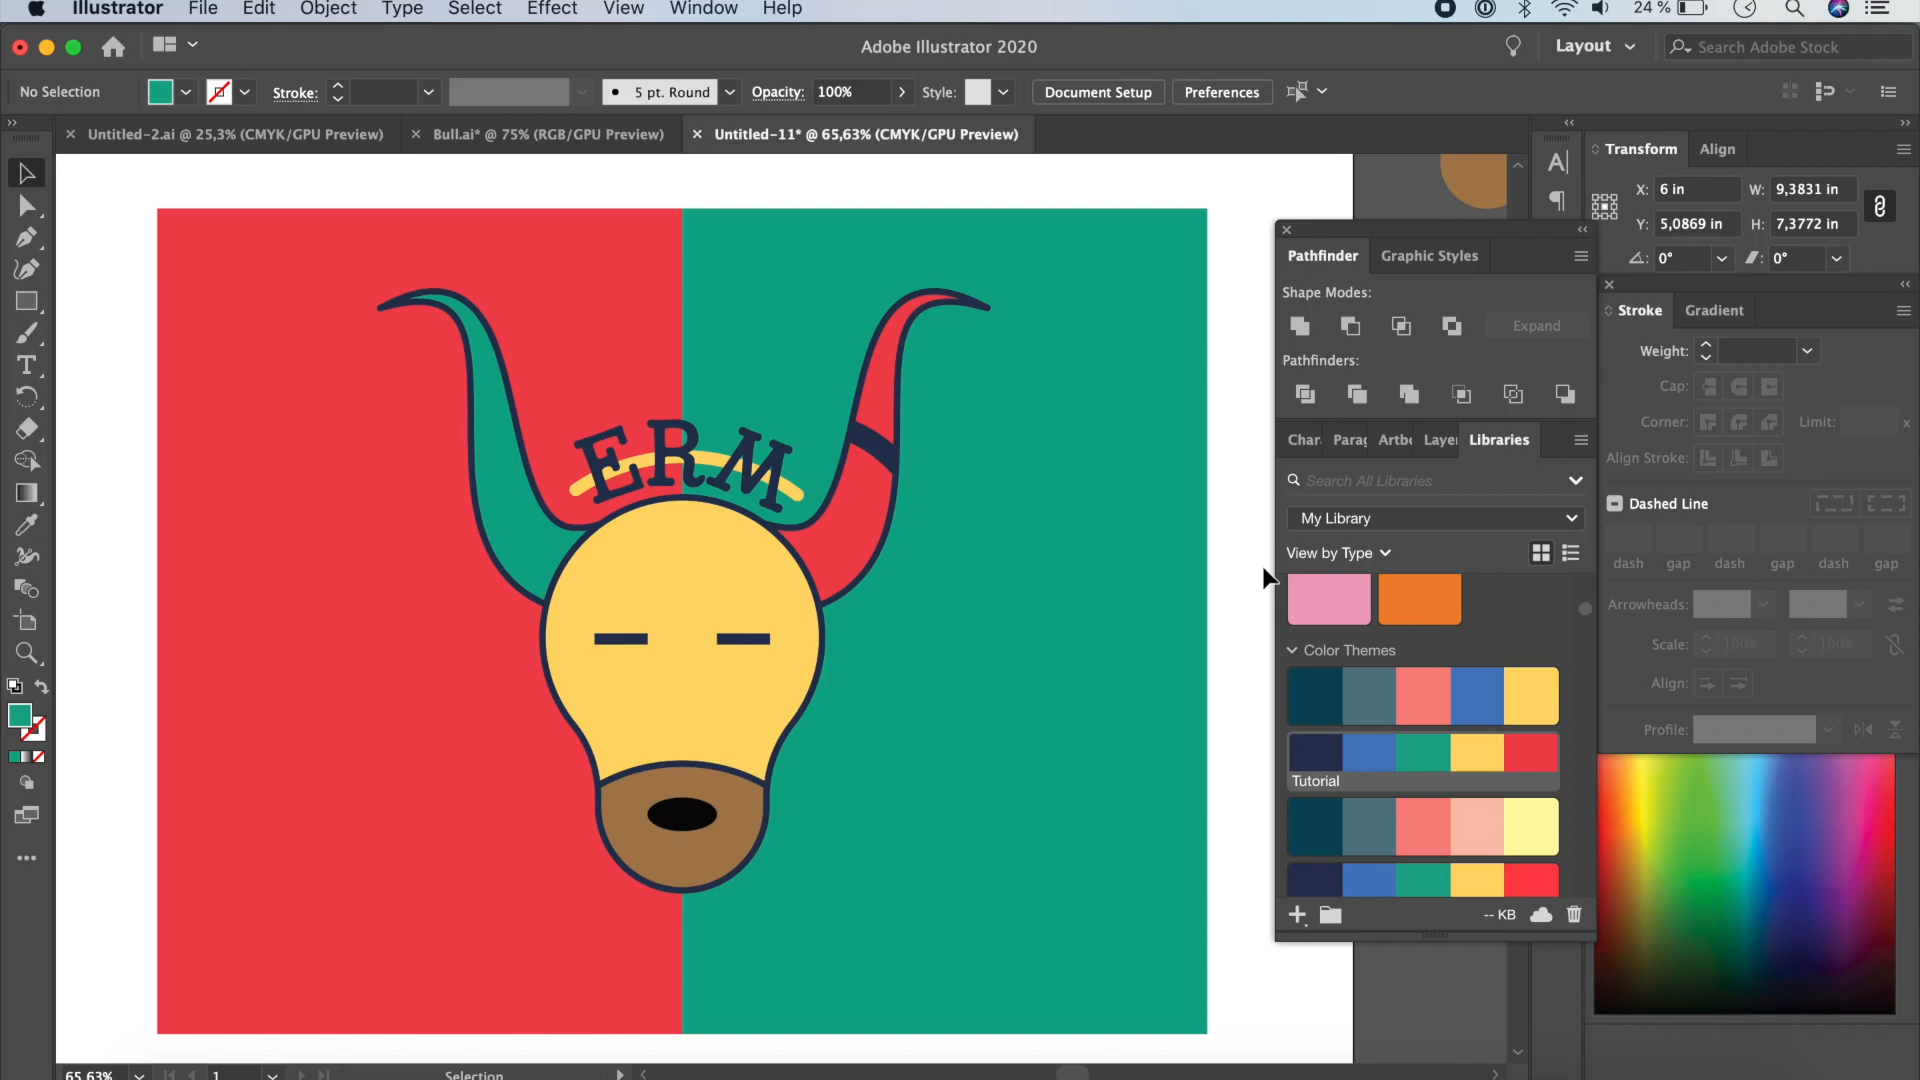 Illustrator File Edit Object Type Select Effect View Window Help 24 %
Adobe Illustrator 2020 Layout Search Adobe Stock
No Selection Stroke: 5 pt. Round Opacity: 100% Style: Document Setup Preferences
Untitled-2.ai @ 25,3% (CMYK/GPU Preview) Bull.ai* @ 75% (RGB/GPU Preview) Untitled-11* @ 65,63% (CMYK/GPU Preview)
Transform Align
X: 6 in W: 9,3831 in
Y: 5,0869 in H: 7,3772 in
0° 0°
Pathfinder Graphic Styles
Shape Modes:
Expand
Pathfinders:
Char Parag Artb Layer Libraries
Search All Libraries
My Library
View by Type
Color Themes
Tutorial
-- KB
Stroke Gradient
Weight:
Cap:
Corner: Limit: x
Align Stroke:
Dashed Line
dash gap dash gap dash gap
Arrowheads:
Scale: 100% 100%
Align:
Profile:
ERM
65,63% 1 Selection